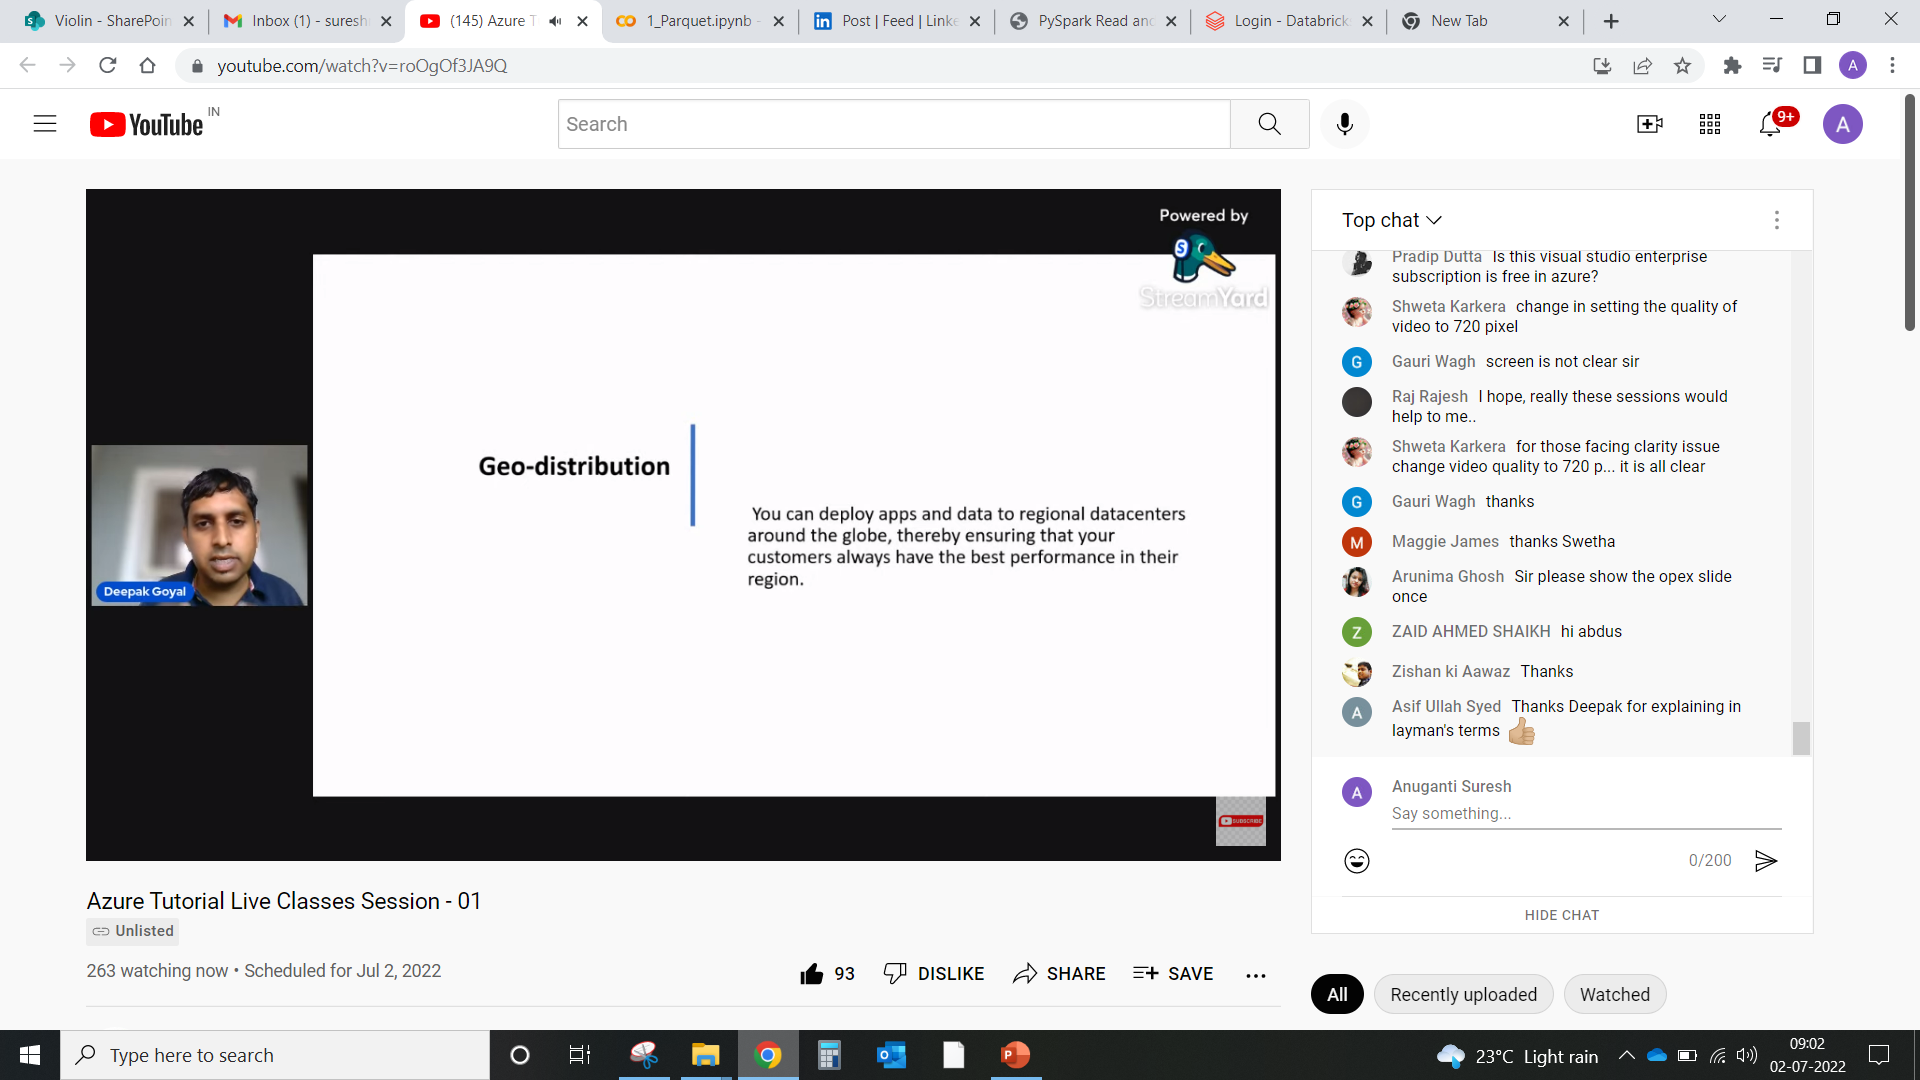 Violin - SharePoin
Inbox (1) - suresh
(145) Azure T
1_Parquet.ipynb -
Post | Feed | Linke
PySpark Read and
Login - Databricks
New Tab
youtube.com/watch?v=roOgOf3JA9Q
A
YouTube IN
Search
9+
A
Powered by
StreamYard
Geo-distribution
You can deploy apps and data to regional datacenters
around the globe, thereby ensuring that your
customers always have the best performance in their
region.
Deepak Goyal
SUBSCRIBE
Azure Tutorial Live Classes Session - 01
Unlisted
263 watching now • Scheduled for Jul 2, 2022
93 DISLIKE SHARE SAVE
Top chat
Pradip Dutta Is this visual studio enterprise
subscription is free in azure?
Shweta Karkera change in setting the quality of
video to 720 pixel
G Gauri Wagh screen is not clear sir
Raj Rajesh I hope, really these sessions would
help to me..
Shweta Karkera for those facing clarity issue
change video quality to 720 p... it is all clear
G Gauri Wagh thanks
M Maggie James thanks Swetha
Arunima Ghosh Sir please show the opex slide
once
Z ZAID AHMED SHAIKH hi abdus
Zishan ki Aawaz Thanks
A Asif Ullah Syed Thanks Deepak for explaining in
layman's terms
A Anuganti Suresh
Say something...
0/200
HIDE CHAT
All Recently uploaded Watched
Type here to search
23°C Light rain
09:02
02-07-2022